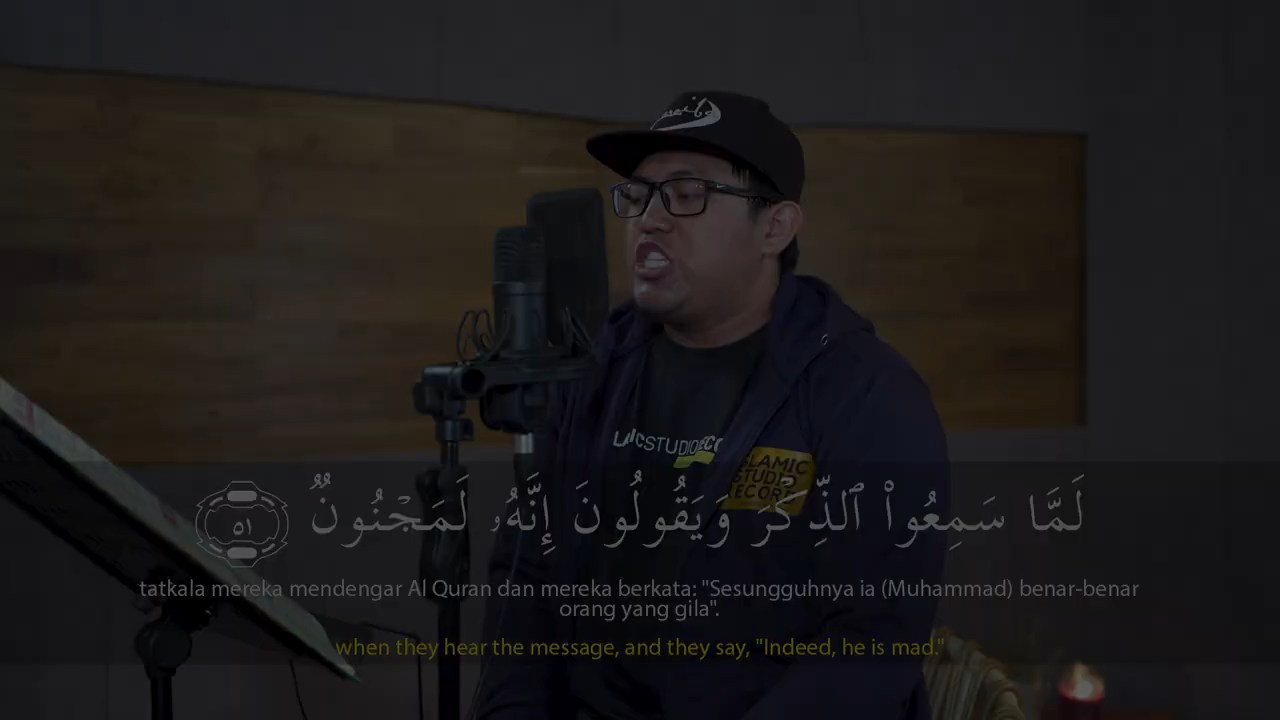 LAMICSTUDIORECO
ISLAMIC
STUDIO
RECORD
لَمَّا سَمِعُوا۟ ٱلذِّكْرَ وَيَقُولُونَ إِنَّهُۥ لَمَجْنُونٌ ٥١
tatkala mereka mendengar Al Quran dan mereka berkata: "Sesungguhnya ia (Muhammad) benar-benar
orang yang gila".
when they hear the message, and they say, "Indeed, he is mad."